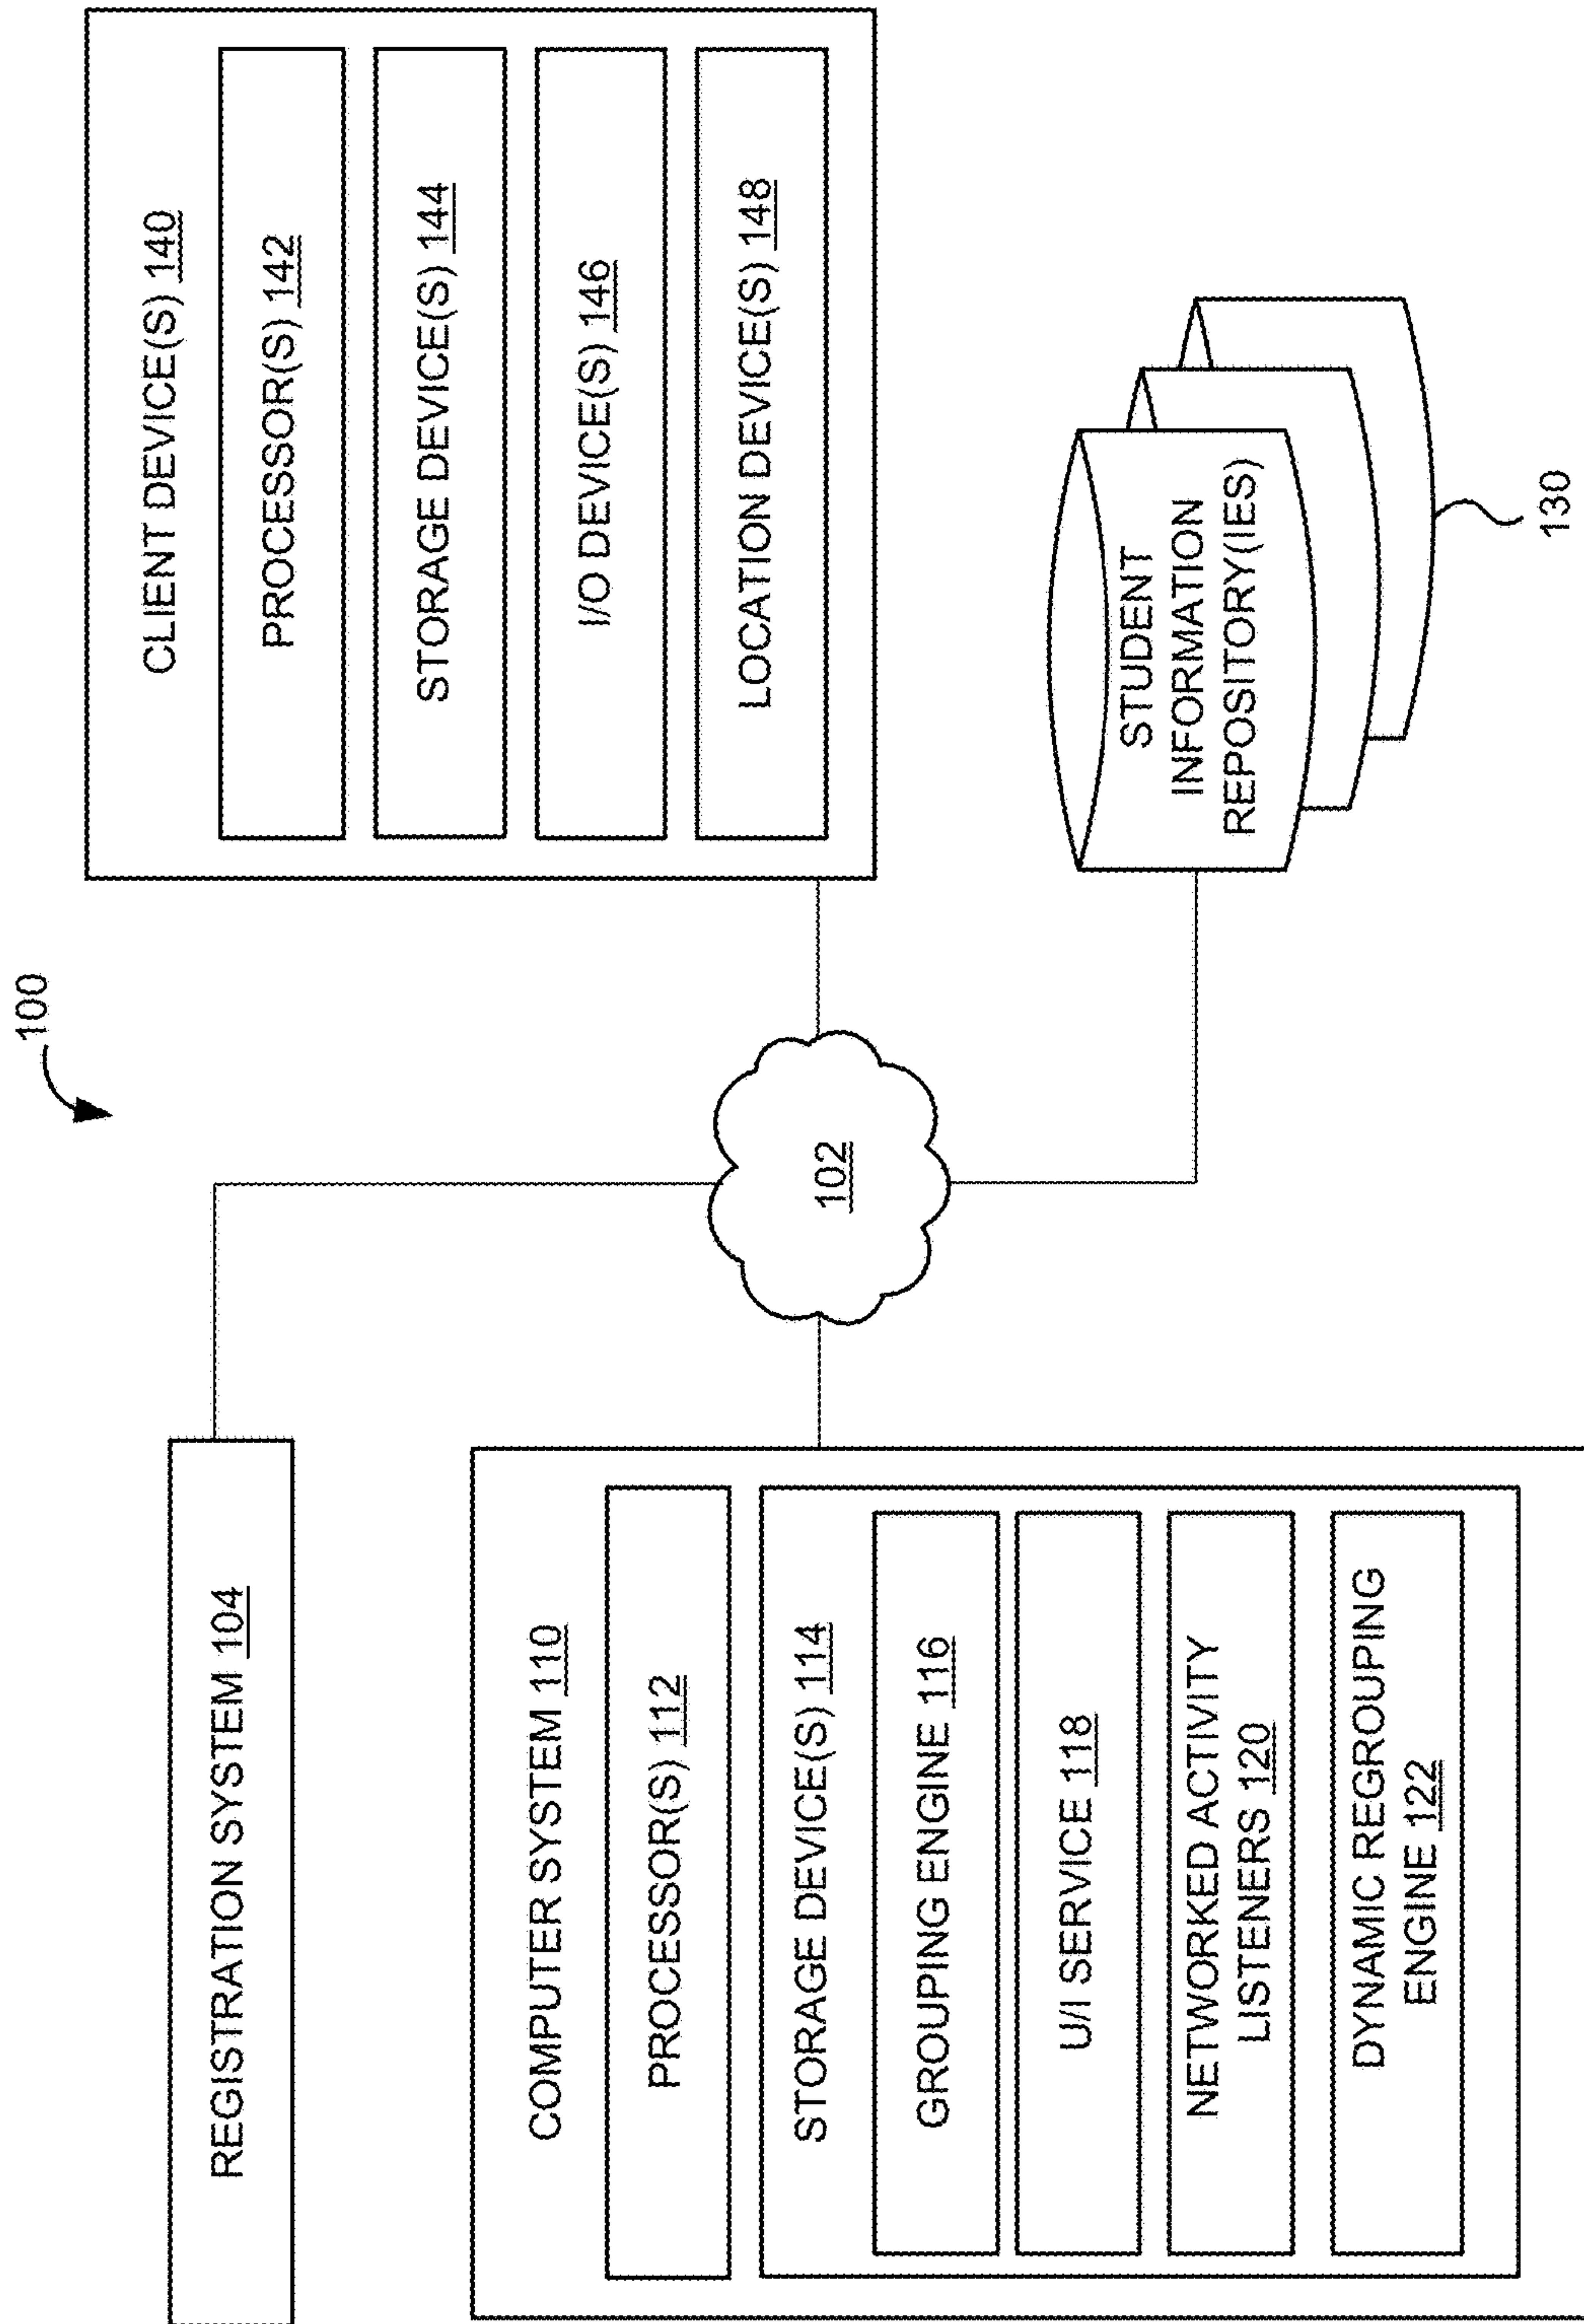 100
REGISTRATION SYSTEM 104
COMPUTER SYSTEM 110
PROCESSOR(S) 112
STORAGE DEVICE(S) 114
GROUPING ENGINE 116
U/I SERVICE 118
NETWORKED ACTIVITY
LISTENERS 120
DYNAMIC REGROUPING
ENGINE 122
102
CLIENT DEVICE(S) 140
PROCESSOR(S) 142
STORAGE DEVICE(S) 144
I/O DEVICE(S) 146
LOCATION DEVICE(S) 148
STUDENT
INFORMATION
REPOSITORY(IES)
130